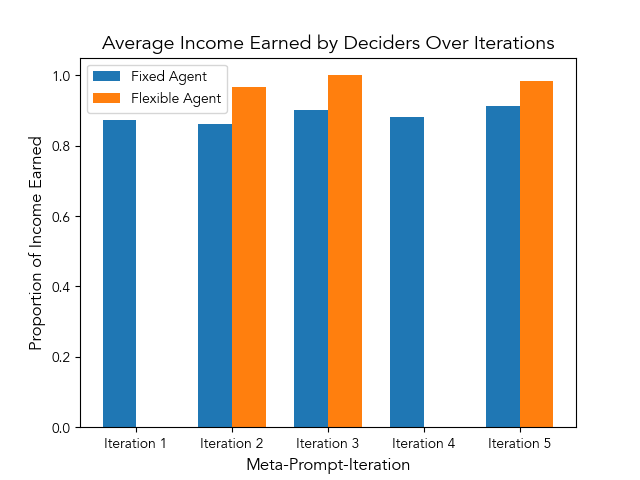 Average Income Earned by Deciders Over Iterations
Fixed Agent
Flexible Agent
Proportion of Income Earned
1.0
0.8
0.6
0.4
0.2
0.0
Iteration 1
Iteration 2
Iteration 3
Iteration 4
Iteration 5
Meta-Prompt-Iteration